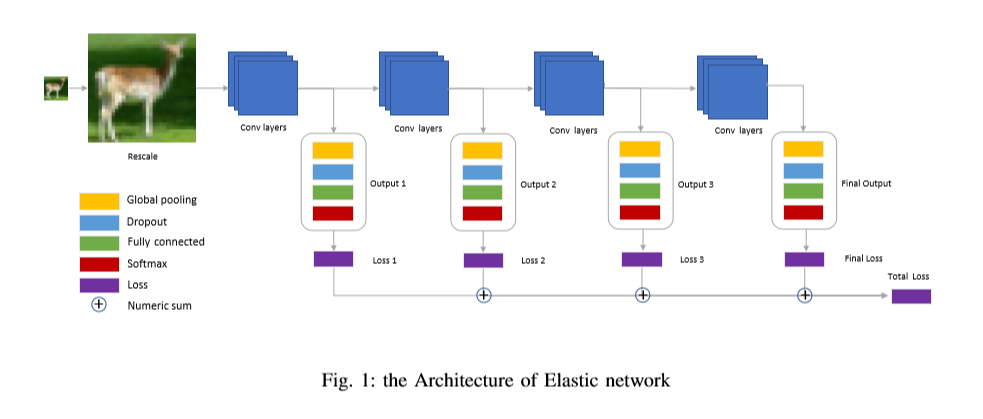 Conv layers
Conv layers
Conv layers
Conv layers
Rescale
Output 1
Output 2
Output 3
Final Output
Global pooling
Dropout
Fully connected
Softmax
Loss
Numeric sum
Loss 1
Loss 2
Loss 3
Final Loss
Total Loss
Fig. 1: the Architecture of Elastic network